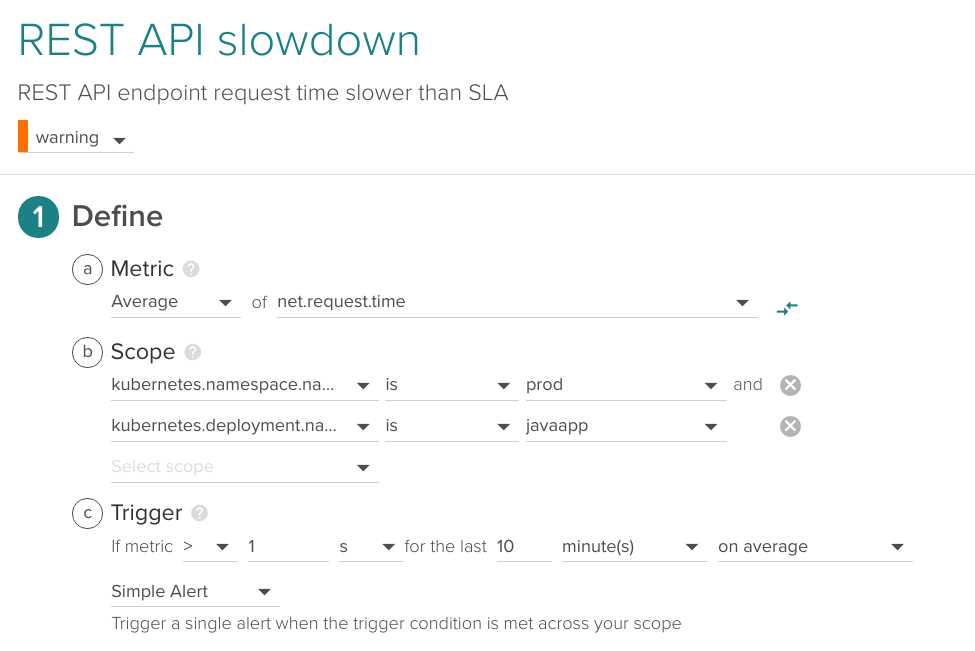 REST API slowdown
REST API endpoint request time slower than SLA
warning
1 Define
a Metric ?
Average of net.request.time
b Scope ?
kubernetes.namespace.na... is prod and
kubernetes.deployment.na... is javaapp
Select scope
c Trigger ?
If metric > 1 s for the last 10 minute(s) on average
Simple Alert
Trigger a single alert when the trigger condition is met across your scope